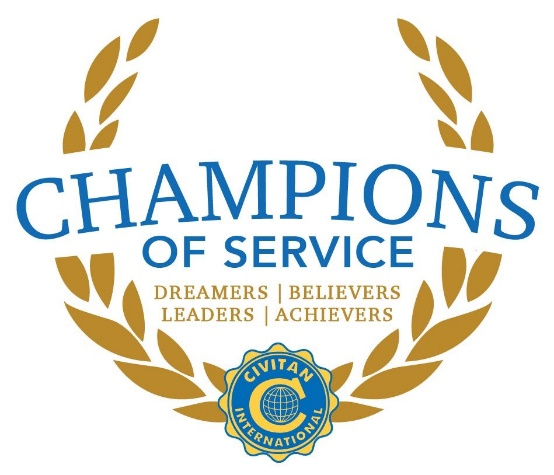 CHAMPIONS
OF SERVICE
DREAMERS | BELIEVERS
LEADERS | ACHIEVERS
CIVITAN
C
INTERNATIONAL